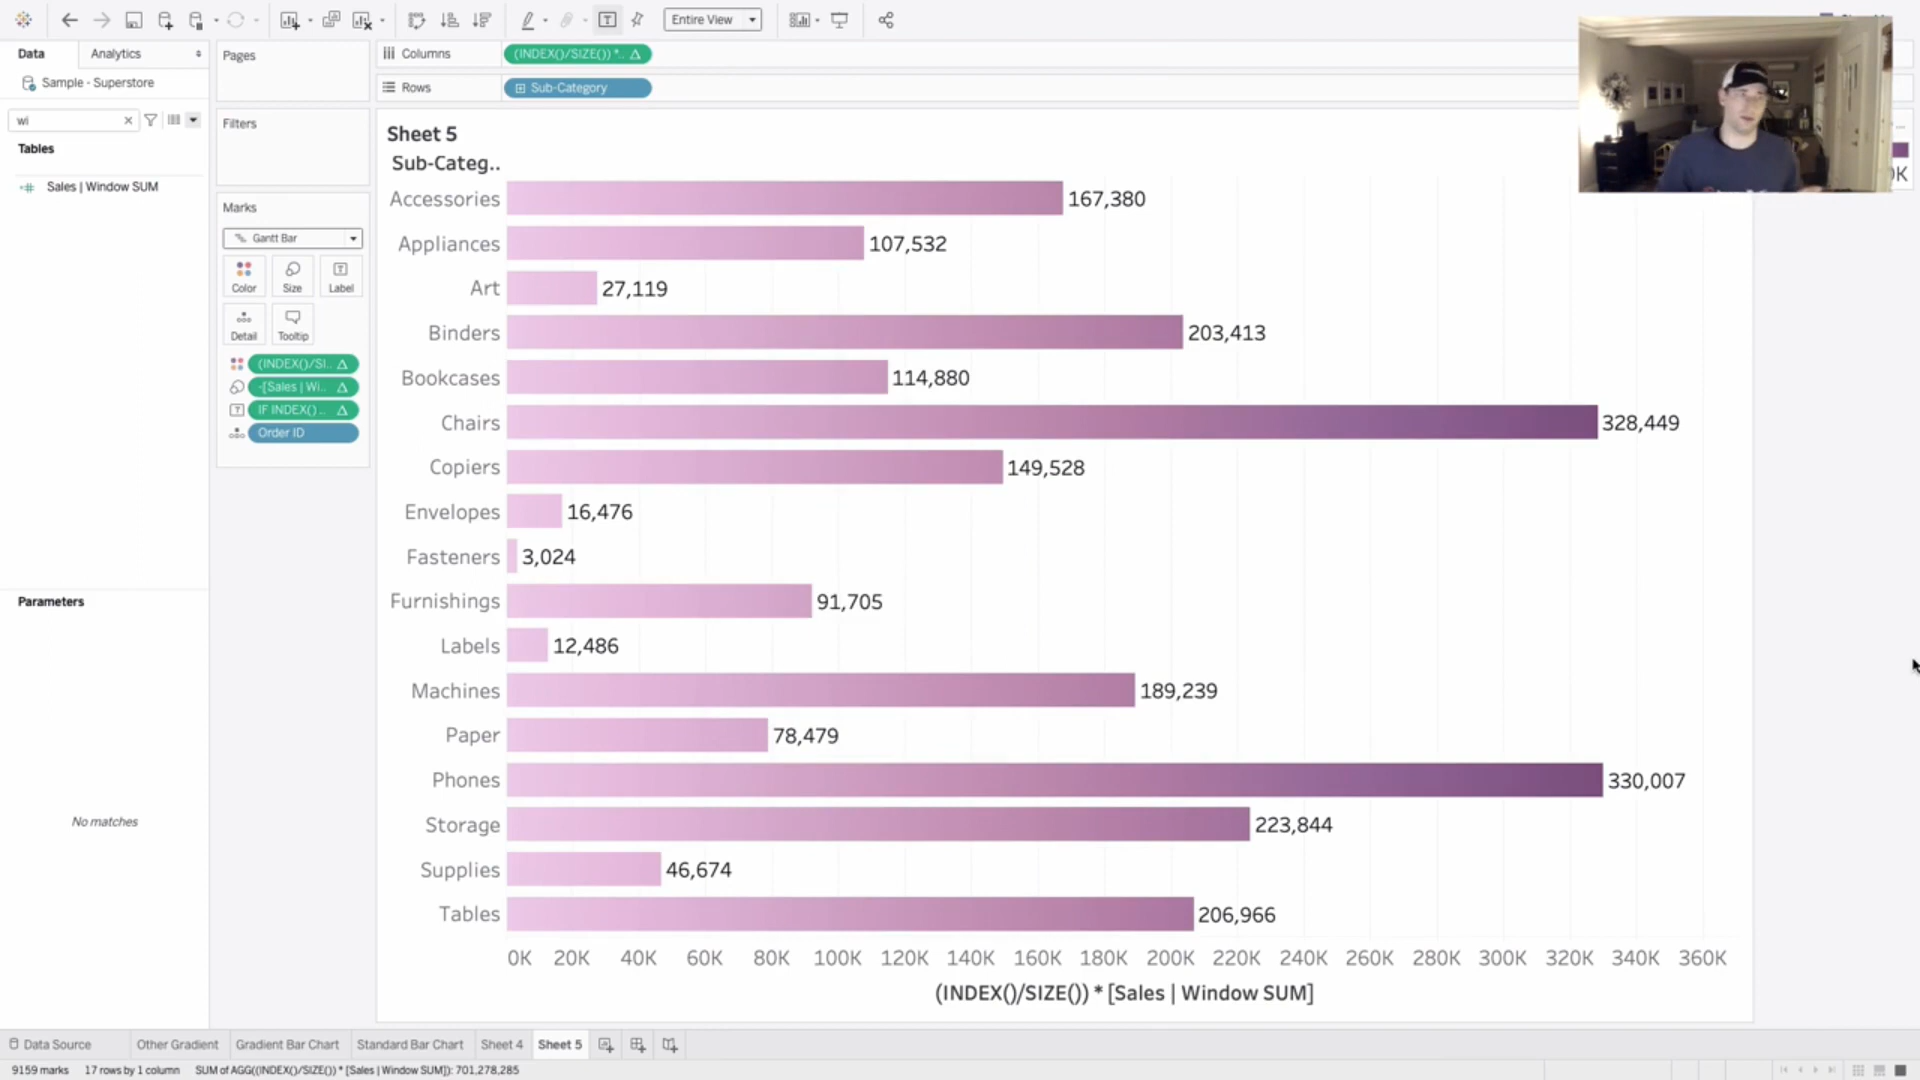 Entire View
Data
Analytics
Pages
Columns
(INDEX()/SIZE()) *..
Sample - Superstore
Rows
Sub-Category
wi
Filters
Tables
Sales | Window SUM
Sheet 5
Sub-Categ..
Marks
Gantt Bar
Color
Size
Label
Detail
Tooltip
(INDEX()/SI..
-[Sales | Wi..
IF INDEX() ..
Order ID
Accessories 167,380
Appliances 107,532
Art 27,119
Binders 203,413
Bookcases 114,880
Chairs 328,449
Copiers 149,528
Envelopes 16,476
Fasteners 3,024
Furnishings 91,705
Labels 12,486
Machines 189,239
Paper 78,479
Phones 330,007
Storage 223,844
Supplies 46,674
Tables 206,966
0K 20K 40K 60K 80K 100K 120K 140K 160K 180K 200K 220K 240K 260K 280K 300K 320K 340K 360K
(INDEX()/SIZE()) * [Sales | Window SUM]
Parameters
No matches
Data Source
Other Gradient
Gradient Bar Chart
Standard Bar Chart
Sheet 4
Sheet 5
9159 marks
17 rows by 1 column
SUM of AGG((INDEX()/SIZE()) * [Sales | Window SUM]): 701,278,285